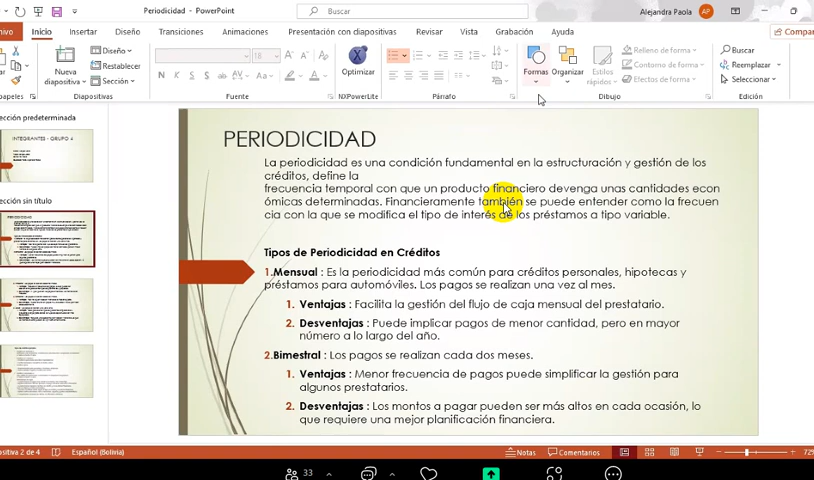 Periodicidad - PowerPoint
Buscar
Alejandra Paola
AP
Inicio Insertar Diseño Transiciones Animaciones Presentación con diapositivas Revisar Vista Grabación Ayuda
Nueva diapositiva
Diseño
Restablecer
Sección
18
Optimizar
Formas
Organizar
Estilos rápidos
Relleno de forma
Contorno de forma
Efectos de forma
Buscar
Reemplazar
Seleccionar
Diapositivas Fuente NXPowerLite Párrafo Dibujo Edición
INTEGRANTES - GRUPO 4
PERIODICIDAD
La periodicidad es una condición fundamental en la estructuración y gestión de los
créditos, define la
frecuencia temporal con que un producto financiero devenga unas cantidades econ
ómicas determinadas. Financieramente también se puede entender como la frecuen
cia con la que se modifica el tipo de interés de los préstamos a tipo variable.
Tipos de Periodicidad en Créditos
1.Mensual : Es la periodicidad más común para créditos personales, hipotecas y
préstamos para automóviles. Los pagos se realizan una vez al mes.
1. Ventajas : Facilita la gestión del flujo de caja mensual del prestatario.
2. Desventajas : Puede implicar pagos de menor cantidad, pero en mayor
número a lo largo del año.
2.Bimestral : Los pagos se realizan cada dos meses.
1. Ventajas : Menor frecuencia de pagos puede simplificar la gestión para
algunos prestatarios.
2. Desventajas : Los montos a pagar pueden ser más altos en cada ocasión, lo
que requiere una mejor planificación financiera.
2 de 4 Español (Bolivia) Notas Comentarios
33